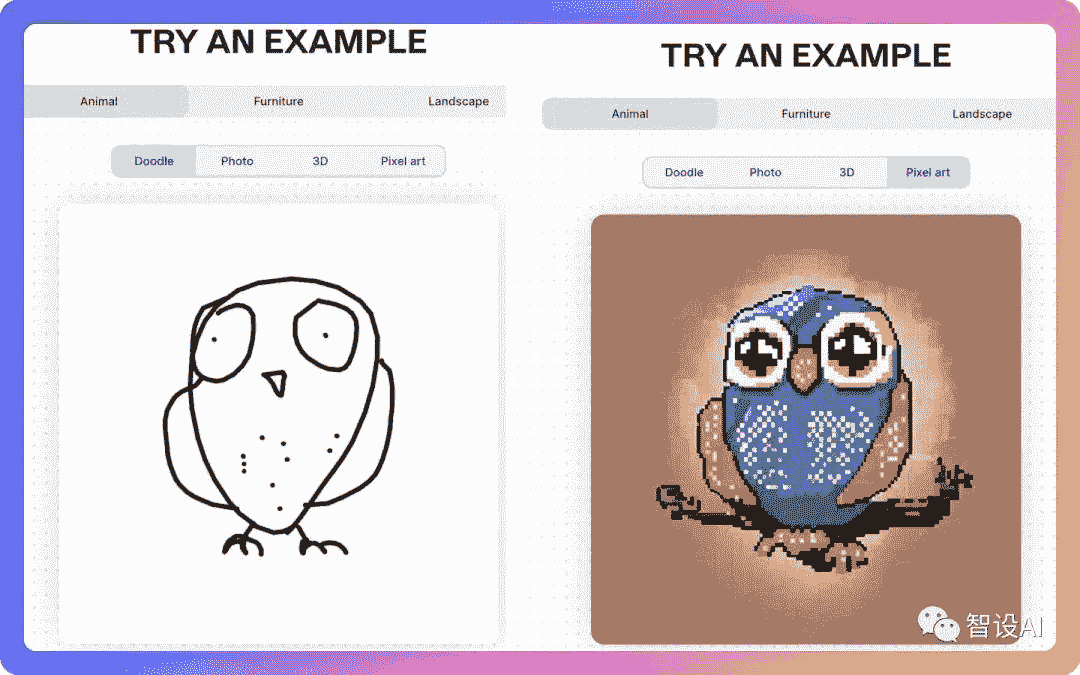 TRY AN EXAMPLE
Animal Furniture Landscape
Doodle Photo 3D Pixel art
TRY AN EXAMPLE
Animal Furniture Landscape
Doodle Photo 3D Pixel art
智设AI